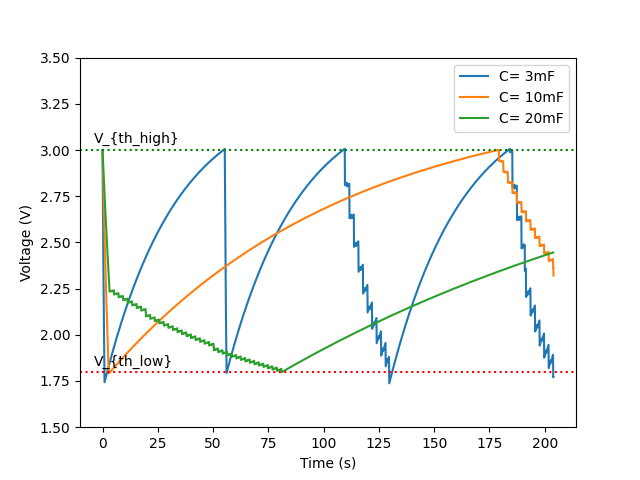 3.50
3.25
3.00
2.75
2.50
2.25
2.00
1.75
1.50
Voltage (V)
V_{th_high}
V_{th_low}
C= 3mF
C= 10mF
C= 20mF
0
25
50
75
100
125
150
175
200
Time (s)